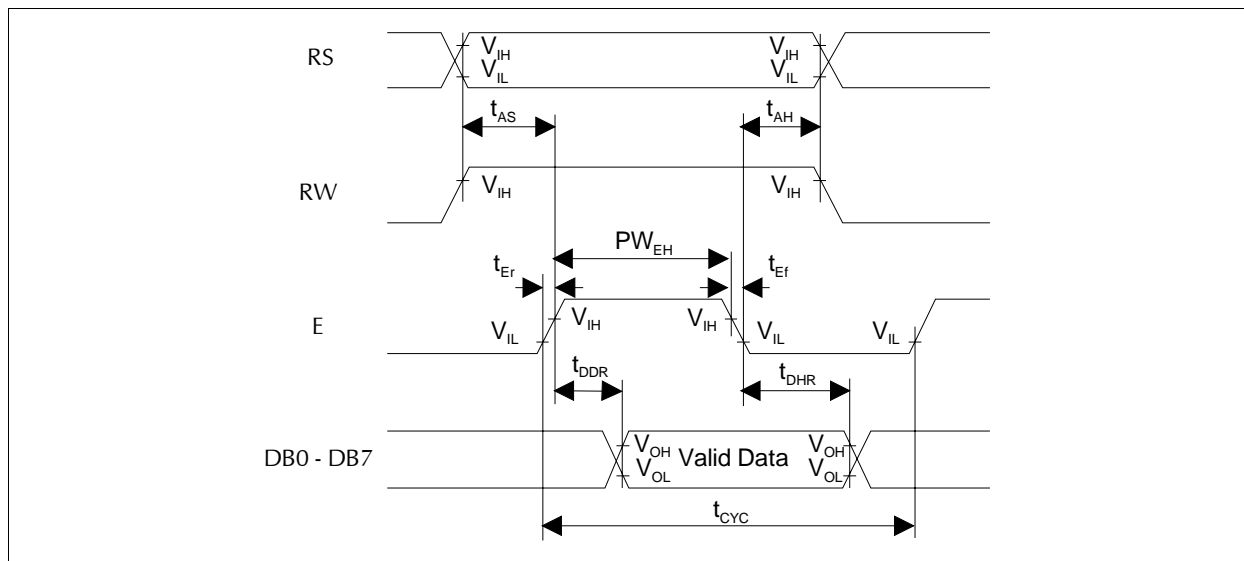 RS
V_IH
V_IL
V_IH
V_IL
t_AS
t_AH
RW
V_IH
V_IH
PW_EH
t_Er
t_Ef
E
V_IL
V_IH
V_IH
V_IL
V_IL
t_DDR
t_DHR
DB0 - DB7
V_OH
V_OL
Valid Data
V_OH
V_OL
t_CYC